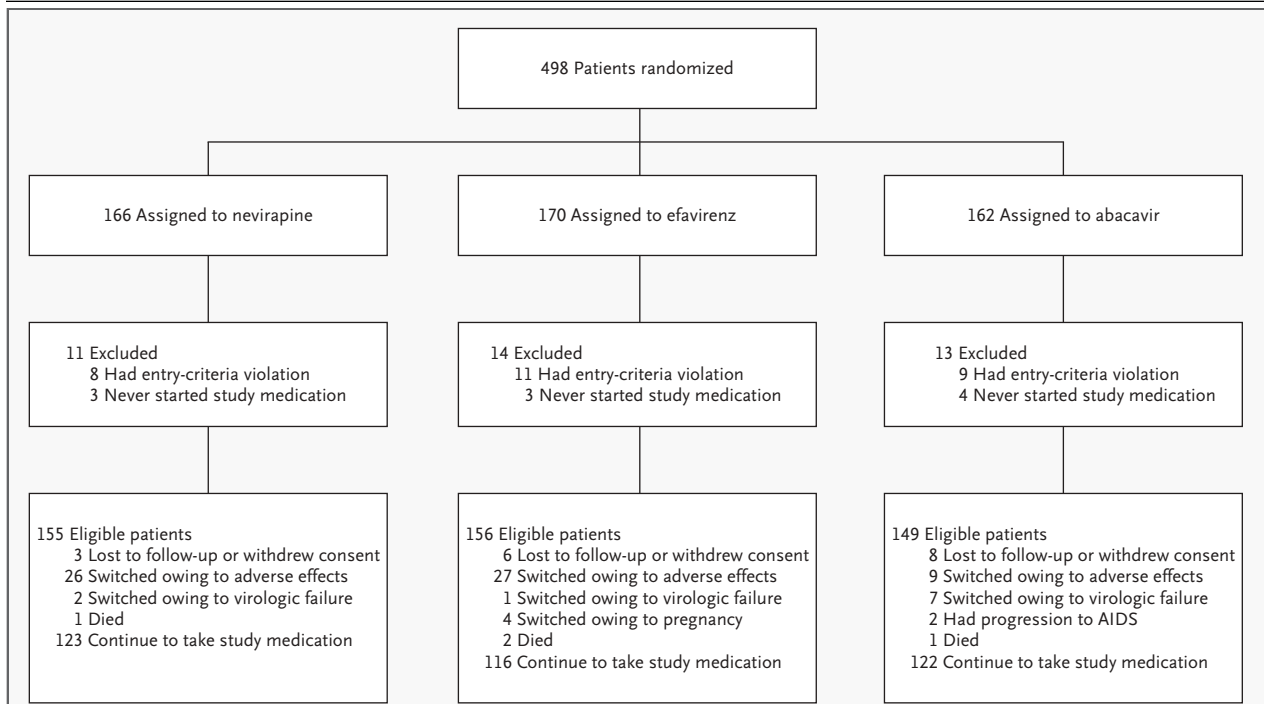 498 Patients randomized
166 Assigned to nevirapine
170 Assigned to efavirenz
162 Assigned to abacavir
11 Excluded
8 Had entry-criteria violation
3 Never started study medication
14 Excluded
11 Had entry-criteria violation
3 Never started study medication
13 Excluded
9 Had entry-criteria violation
4 Never started study medication
155 Eligible patients
3 Lost to follow-up or withdrew consent
26 Switched owing to adverse effects
2 Switched owing to virologic failure
1 Died
123 Continue to take study medication
156 Eligible patients
6 Lost to follow-up or withdrew consent
27 Switched owing to adverse effects
1 Switched owing to virologic failure
4 Switched owing to pregnancy
2 Died
116 Continue to take study medication
149 Eligible patients
8 Lost to follow-up or withdrew consent
9 Switched owing to adverse effects
7 Switched owing to virologic failure
2 Had progression to AIDS
1 Died
122 Continue to take study medication